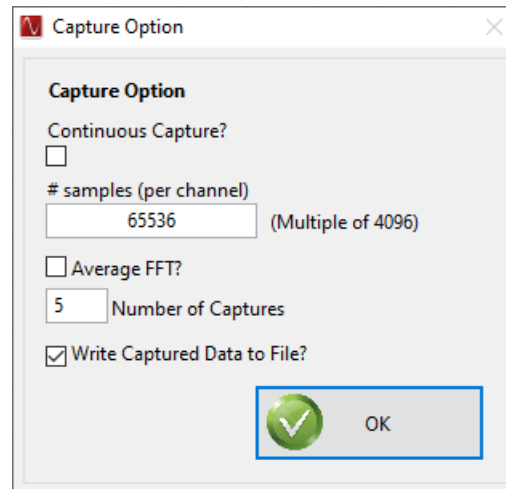 Capture Option
Capture Option
Continuous Capture?
# samples (per channel)
65536 (Multiple of 4096)
Average FFT?
5 Number of Captures
Write Captured Data to File?
OK